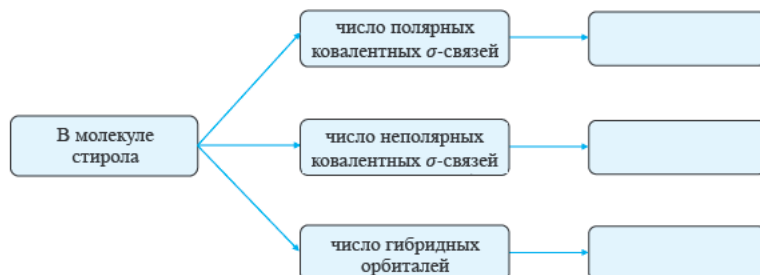 число полярных
ковалентных σ-связей
В молекуле
стирола
число неполярных
ковалентных σ-связей
число гибридных
орбиталей